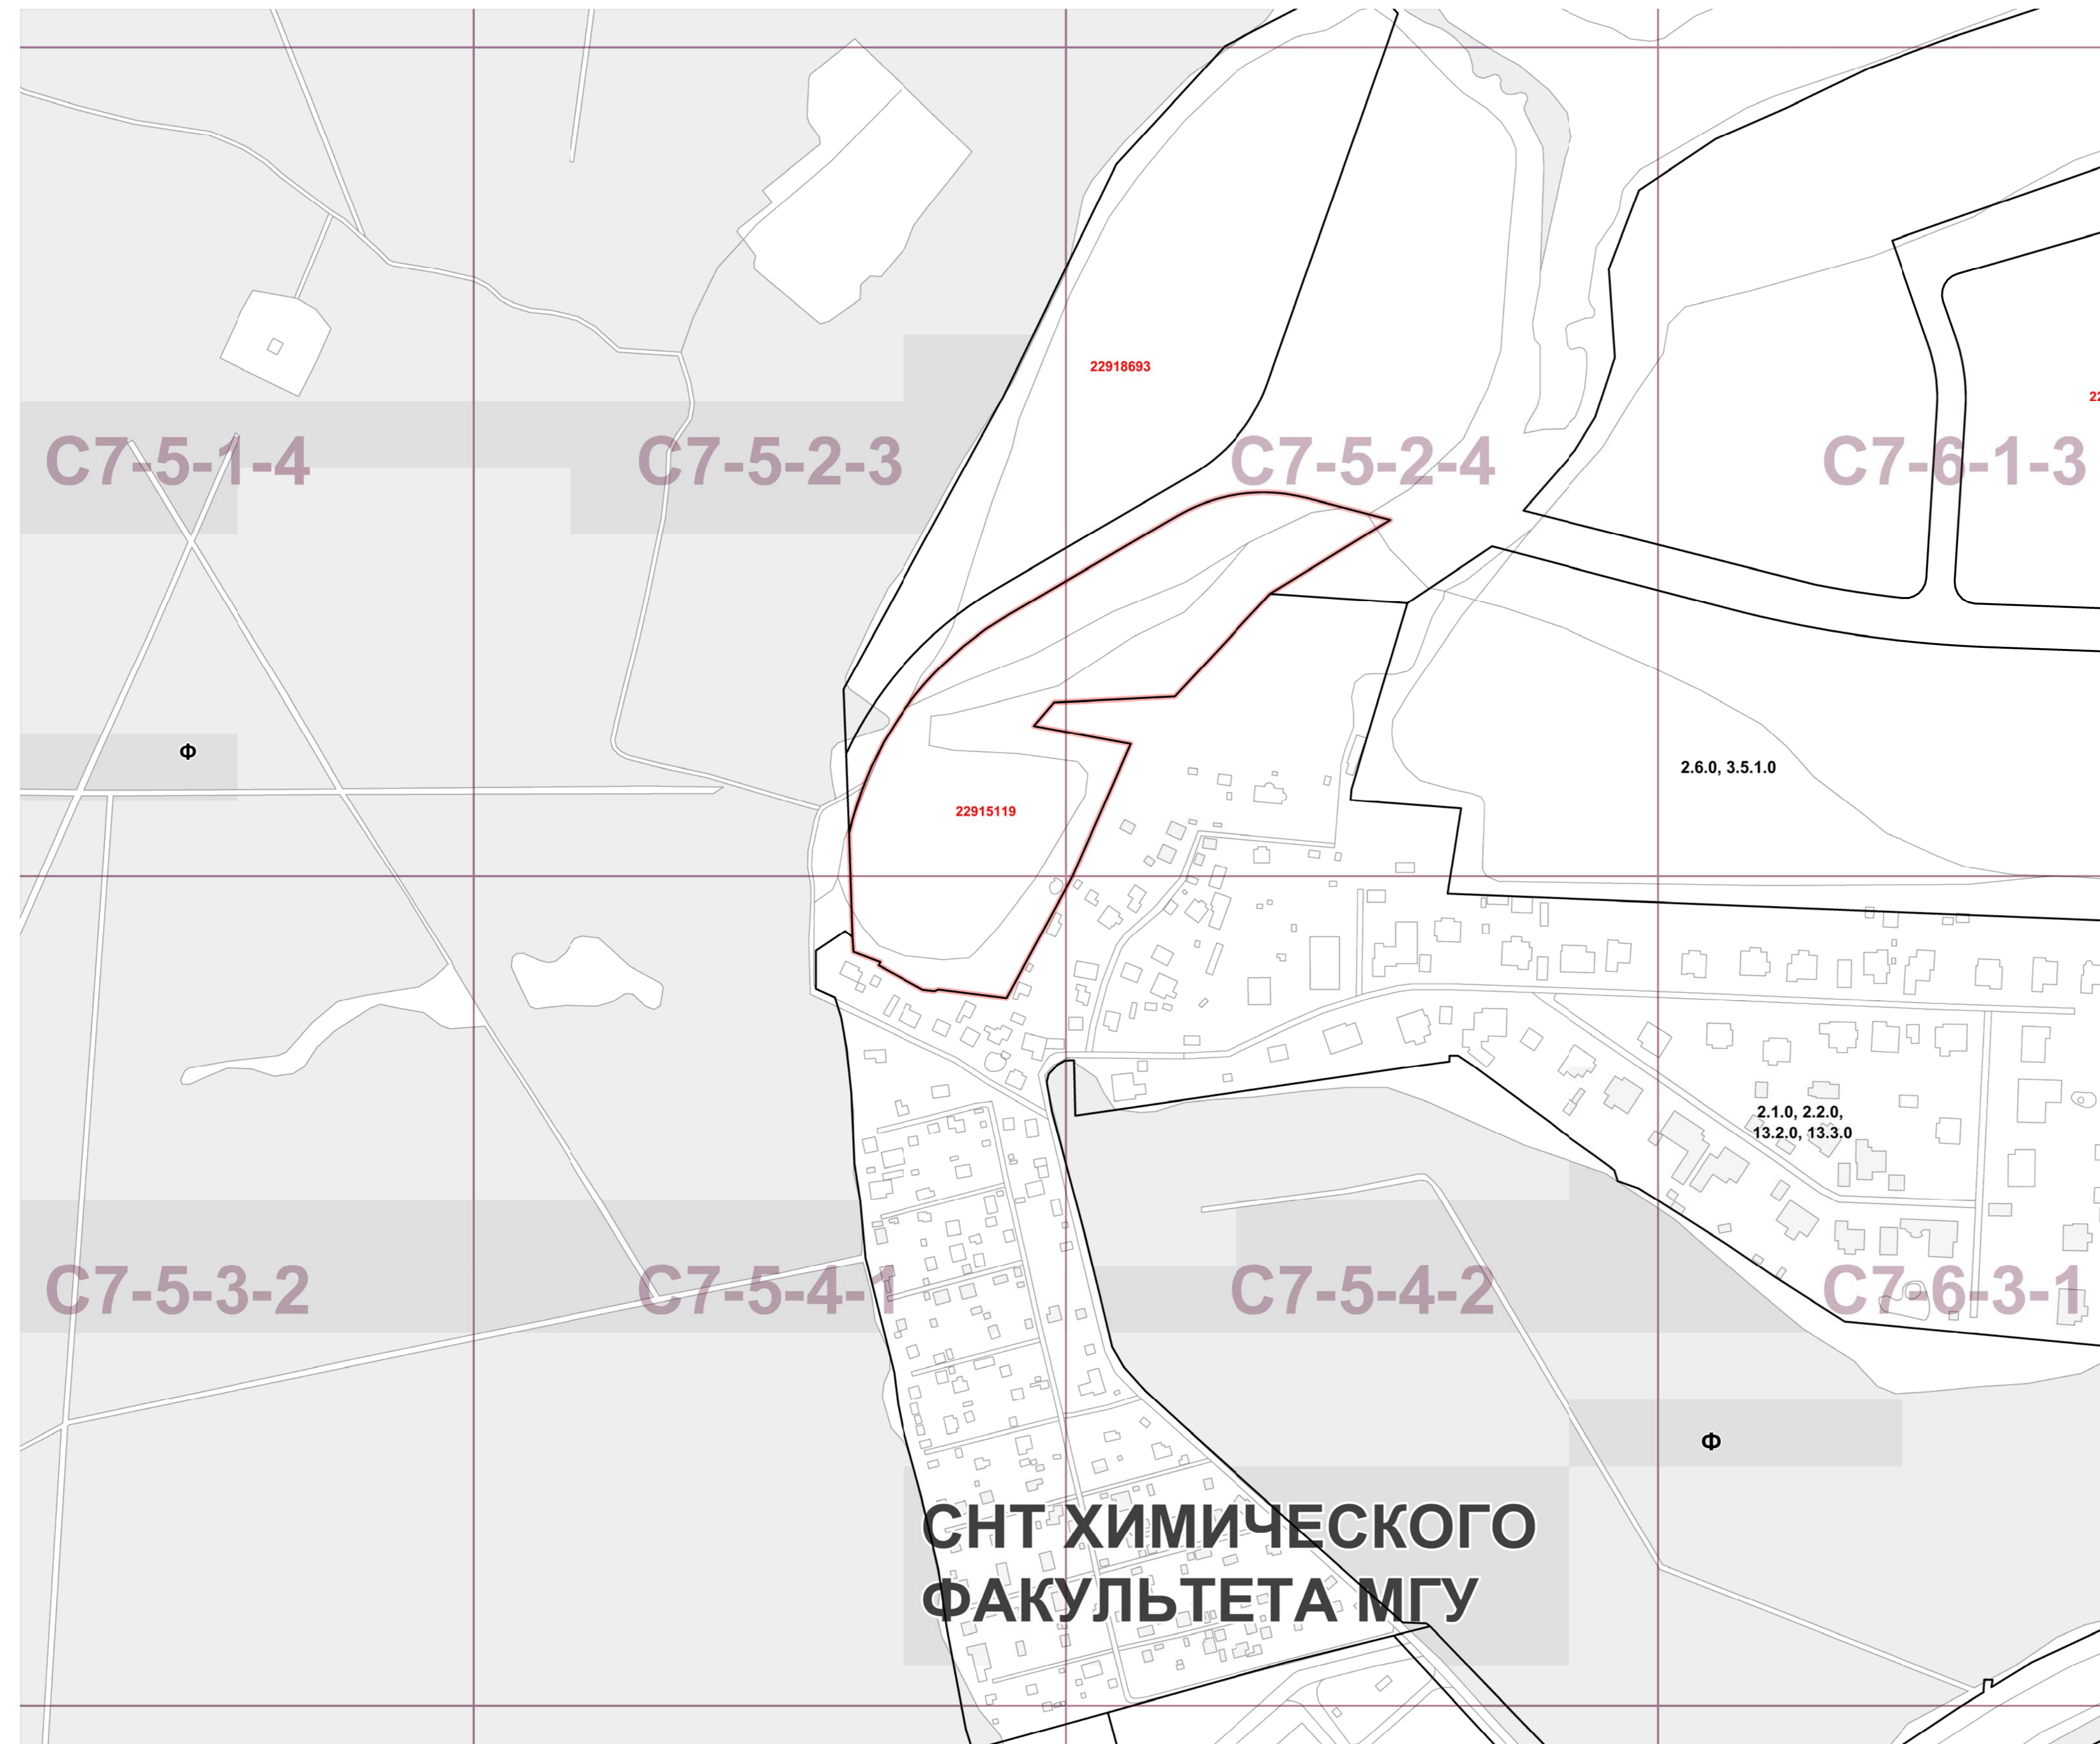 22918693
22
С7-5-1-4
С7-5-2-3
С7-5-2-4
С7-6-1-3
Ф
2.6.0, 3.5.1.0
22915119
2.1.0, 2.2.0,
13.2.0, 13.3.0
С7-5-3-2
С7-5-4-1
С7-5-4-2
С7-6-3-1
Ф
СНТ ХИМИЧЕСКОГО
ФАКУЛЬТЕТА МГУ